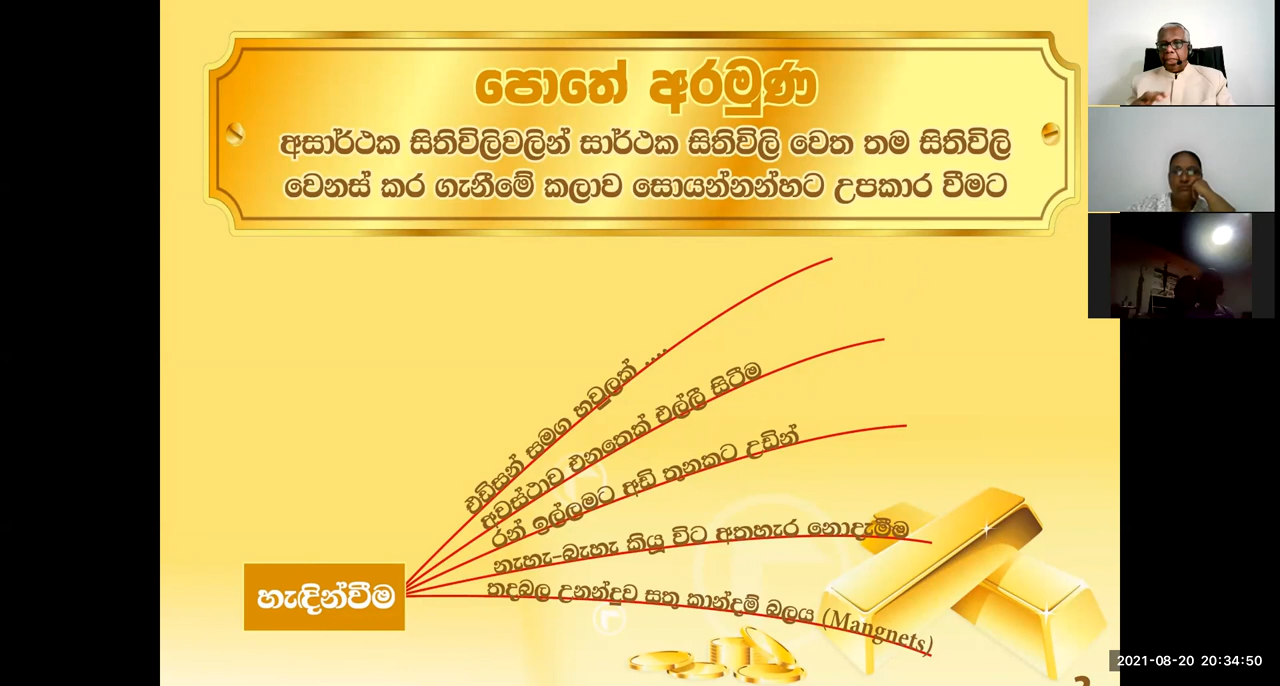 පොතේ අරමුණ
අසාර්ථක සිතිවිලිවලින් සාර්ථක සිතිවිලි වෙත තම සිතිවිලි
වෙනස් කර ගැනීමේ කලාව සොයන්නන්හට උපකාර වීමට
එඩිසන් සමග හවුලක් ....
අවස්ථාව එනතෙක් එල්ලී සිටීම
රන් ඉල්ලමට අඩි තුනකට උඩින්
නැහැ-බැහැ කියූ විට අතහැර නොදැමීම
තදබල උනන්දුව සතු කාන්දම් බලය (Mangnets)
හැඳින්වීම
2021-08-20 20:34:50